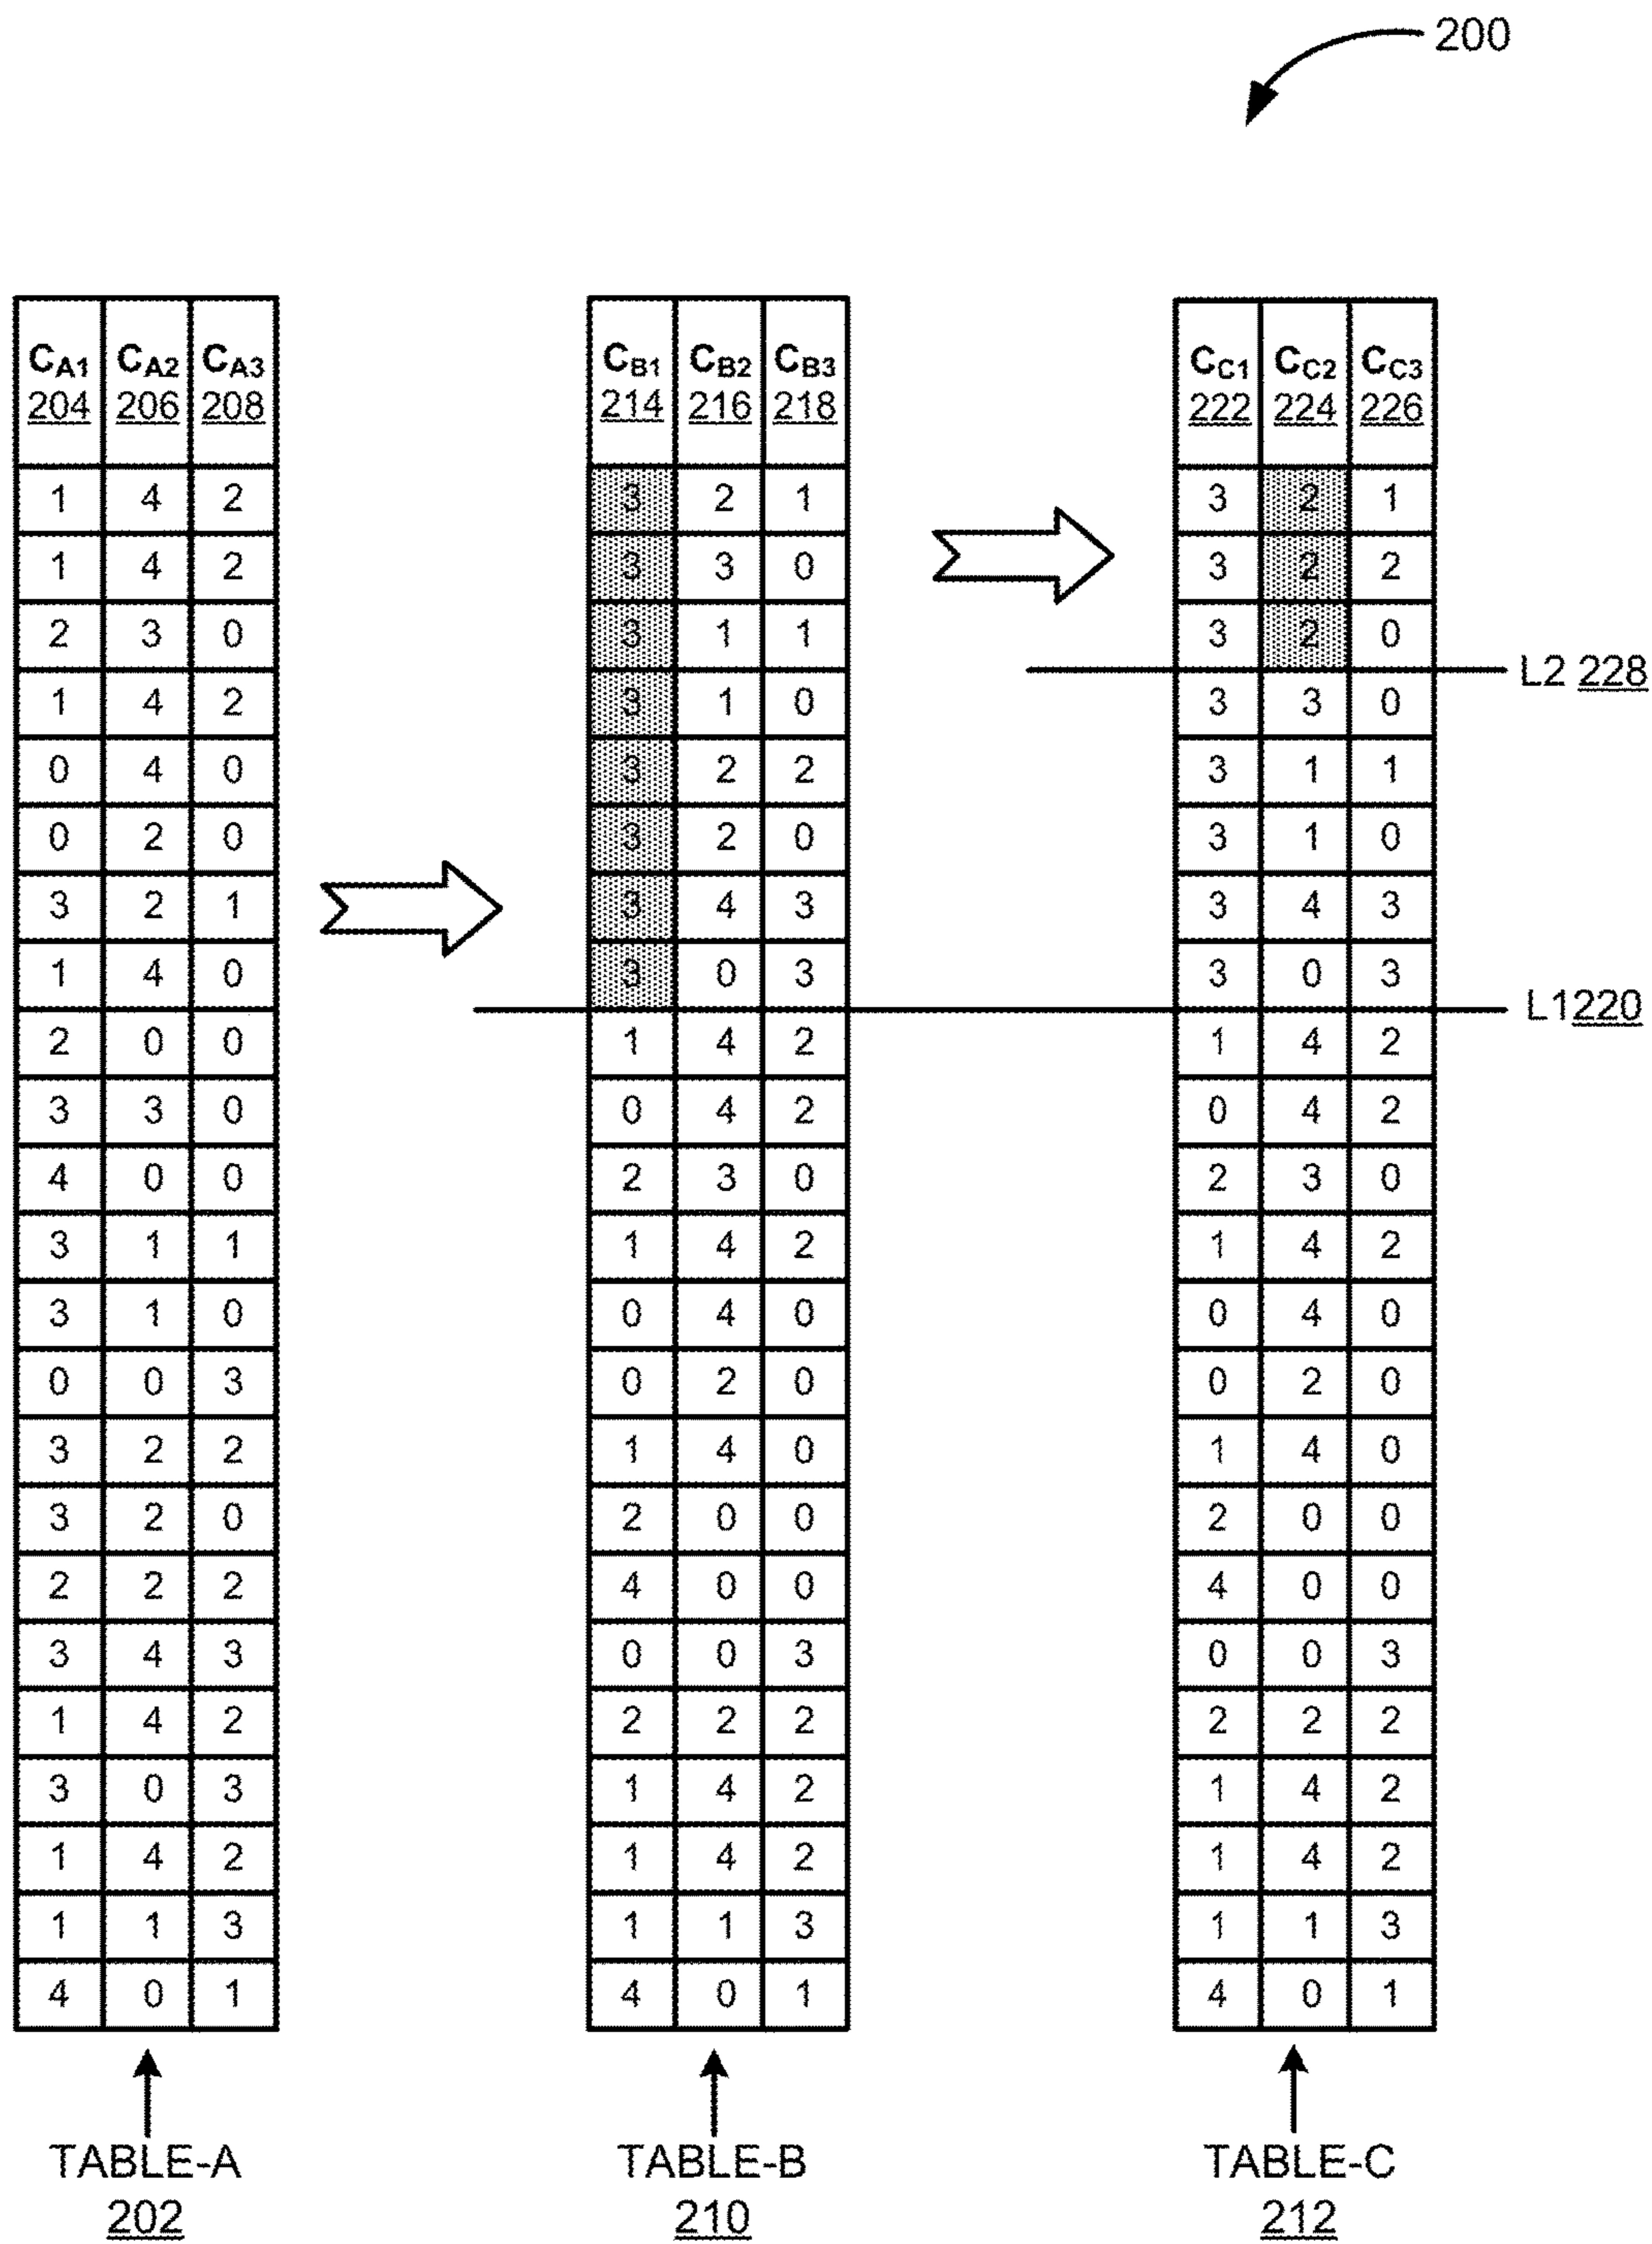 200
C_A1 C_A2 C_A3 C_B1 C_B2 C_B3 C_C1 C_C2 C_C3
204 206 208 214 216 218 222 224 226
1 4 2 3 2 1 3 2 1
1 4 2 3 3 0 3 2 2
2 3 0 3 1 1 3 2 0
L2 228
1 4 2 3 1 0 3 3 0
0 4 0 3 2 2 3 1 1
0 2 0 3 2 0 3 1 0
3 2 1 3 4 3 3 4 3
1 4 0 3 0 3 3 0 3
L1220
2 0 0 1 4 2 1 4 2
3 3 0 0 4 2 0 4 2
4 0 0 2 3 0 2 3 0
3 1 1 1 4 2 1 4 2
3 1 0 0 4 0 0 4 0
0 0 3 0 2 0 0 2 0
3 2 2 1 4 0 1 4 0
3 2 0 2 0 0 2 0 0
2 2 2 4 0 0 4 0 0
3 4 3 0 0 3 0 0 3
1 4 2 2 2 2 2 2 2
3 0 3 1 4 2 1 4 2
1 4 2 1 4 2 1 4 2
1 1 3 1 1 3 1 1 3
4 0 1 4 0 1 4 0 1
TABLE-A TABLE-B TABLE-C
202 210 212